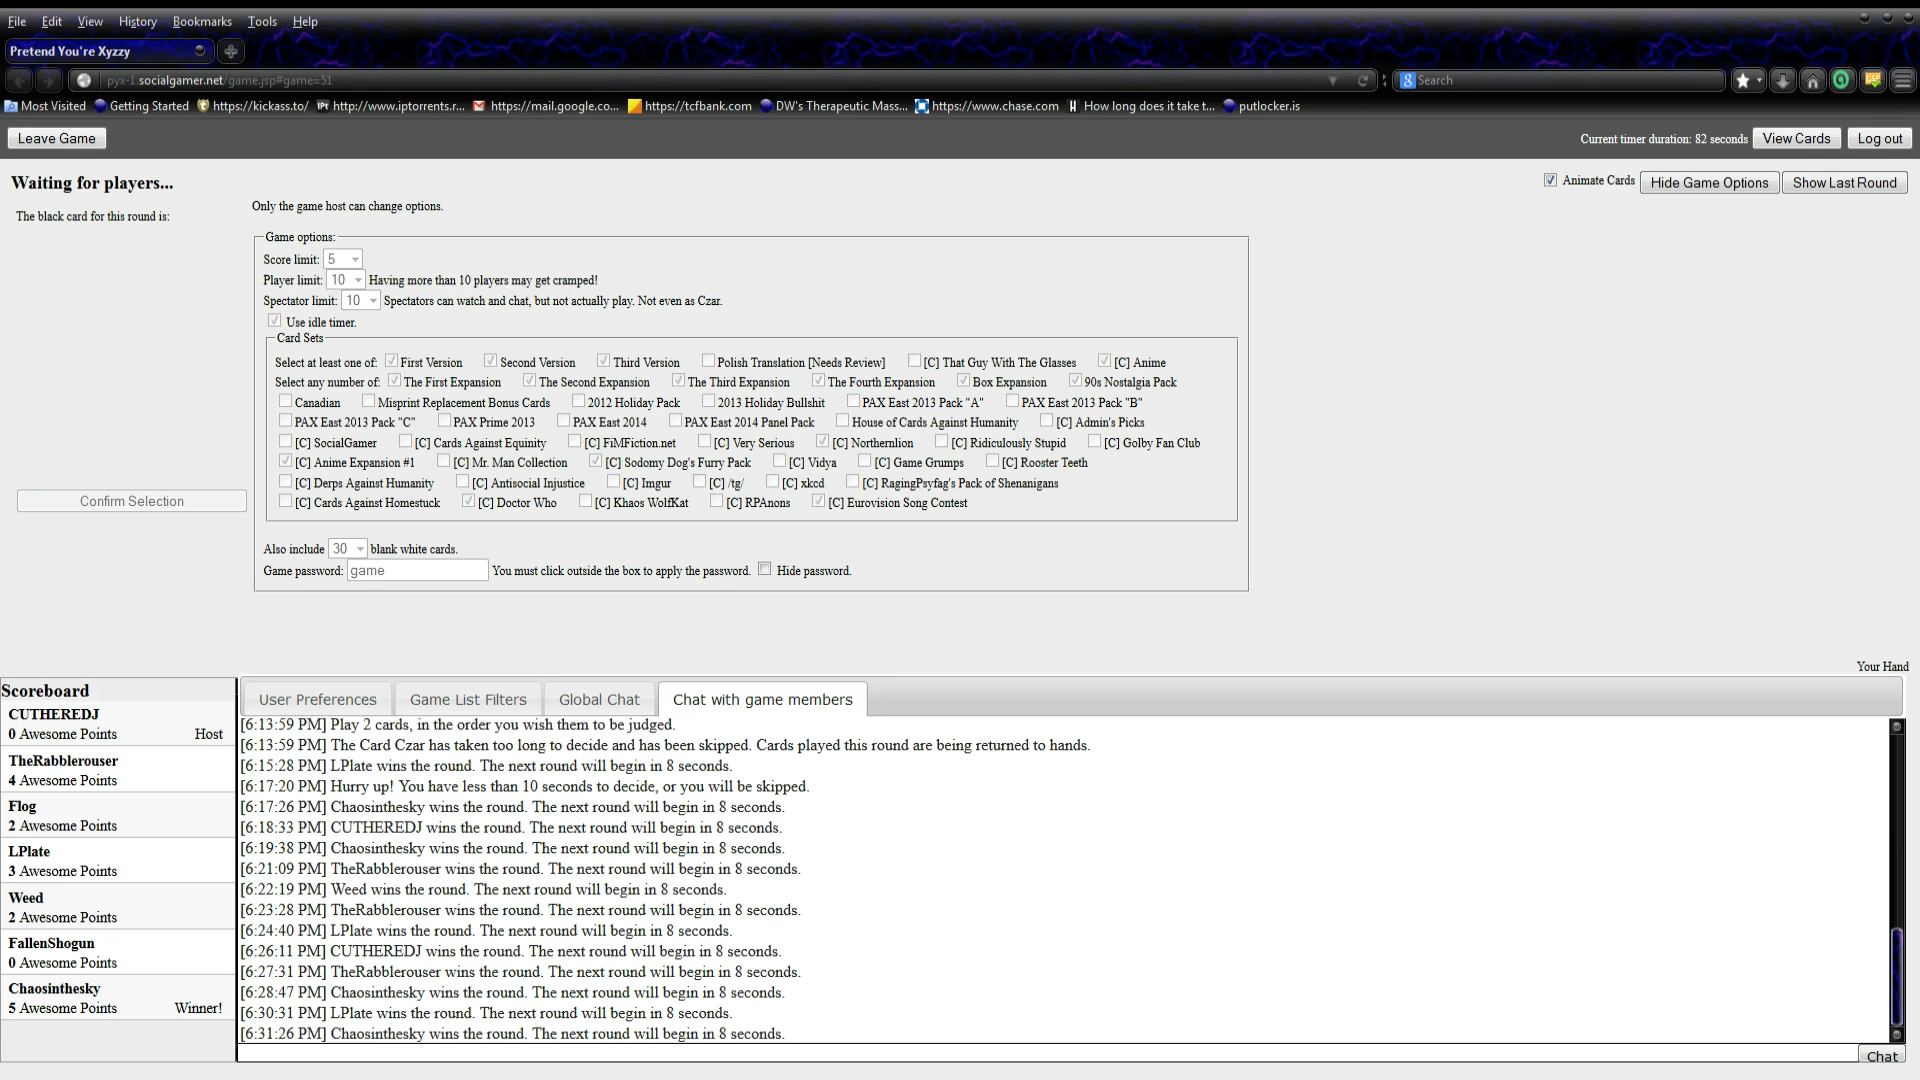 File Edit View History Bookmarks Tools Help
Pretend You're Xyzzy
pyx-1.socialgamer.net/game.jsp#game=51
Search
Most Visited Getting Started https://kickass.to/ http://www.iptorrents.r... https://mail.google.co... https://tcfbank.com DW's Therapeutic Mass... https://www.chase.com How long does it take t... putlocker.is
Leave Game
Current timer duration: 82 seconds View Cards Log out
Waiting for players...
Animate Cards Hide Game Options Show Last Round
The black card for this round is:
Only the game host can change options.
Game options:
Score limit: 5
Player limit: 10 Having more than 10 players may get cramped!
Spectator limit: 10 Spectators can watch and chat, but not actually play. Not even as Czar.
Use idle timer.
Card Sets
Select at least one of: First Version Second Version Third Version Polish Translation [Needs Review] [C] That Guy With The Glasses [C] Anime
Select any number of: The First Expansion The Second Expansion The Third Expansion The Fourth Expansion Box Expansion 90s Nostalgia Pack
Canadian Misprint Replacement Bonus Cards 2012 Holiday Pack 2013 Holiday Bullshit PAX East 2013 Pack "A" PAX East 2013 Pack "B"
PAX East 2013 Pack "C" PAX Prime 2013 PAX East 2014 PAX East 2014 Panel Pack House of Cards Against Humanity [C] Admin's Picks
[C] SocialGamer [C] Cards Against Equinity [C] FiMFiction.net [C] Very Serious [C] Northernlion [C] Ridiculously Stupid [C] Golby Fan Club
[C] Anime Expansion #1 [C] Mr. Man Collection [C] Sodomy Dog's Furry Pack [C] Vidya [C] Game Grumps [C] Rooster Teeth
[C] Derps Against Humanity [C] Antisocial Injustice [C] Imgur [C] /tg/ [C] xkcd [C] RagingPsyfag's Pack of Shenanigans
[C] Cards Against Homestuck [C] Doctor Who [C] Khaos WolfKat [C] RPAnons [C] Eurovision Song Contest
Confirm Selection
Also include 30 blank white cards.
Game password: game You must click outside the box to apply the password. Hide password.
Your Hand
Scoreboard
CUTHEREDJ
0 Awesome Points Host
TheRabblerouser
4 Awesome Points
Flog
2 Awesome Points
LPlate
3 Awesome Points
Weed
2 Awesome Points
FallenShogun
0 Awesome Points
Chaosinthesky
5 Awesome Points Winner!
User Preferences Game List Filters Global Chat Chat with game members
[6:13:59 PM] Play 2 cards, in the order you wish them to be judged.
[6:13:59 PM] The Card Czar has taken too long to decide and has been skipped. Cards played this round are being returned to hands.
[6:15:28 PM] LPlate wins the round. The next round will begin in 8 seconds.
[6:17:20 PM] Hurry up! You have less than 10 seconds to decide, or you will be skipped.
[6:17:26 PM] Chaosinthesky wins the round. The next round will begin in 8 seconds.
[6:18:33 PM] CUTHEREDJ wins the round. The next round will begin in 8 seconds.
[6:19:38 PM] Chaosinthesky wins the round. The next round will begin in 8 seconds.
[6:21:09 PM] TheRabblerouser wins the round. The next round will begin in 8 seconds.
[6:22:19 PM] Weed wins the round. The next round will begin in 8 seconds.
[6:23:28 PM] TheRabblerouser wins the round. The next round will begin in 8 seconds.
[6:24:40 PM] LPlate wins the round. The next round will begin in 8 seconds.
[6:26:11 PM] CUTHEREDJ wins the round. The next round will begin in 8 seconds.
[6:27:31 PM] TheRabblerouser wins the round. The next round will begin in 8 seconds.
[6:28:47 PM] Chaosinthesky wins the round. The next round will begin in 8 seconds.
[6:30:31 PM] LPlate wins the round. The next round will begin in 8 seconds.
[6:31:26 PM] Chaosinthesky wins the round. The next round will begin in 8 seconds.
Chat